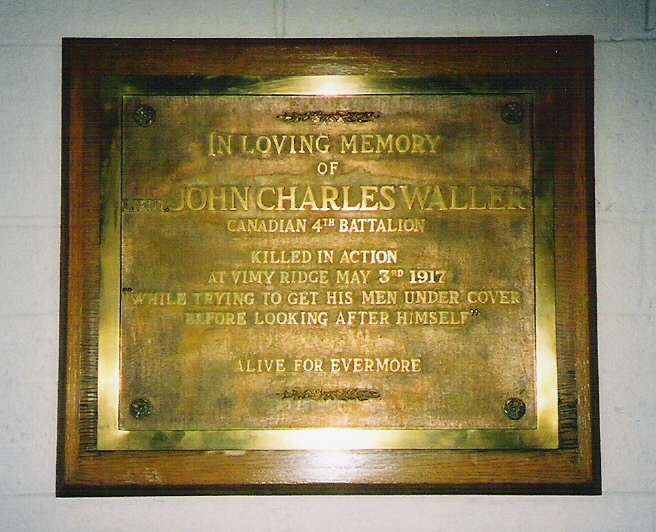 IN LOVING MEMORY
OF
LIEUT. JOHN CHARLES WALLER
CANADIAN 4TH BATTALION
KILLED IN ACTION
AT VIMY RIDGE MAY 3RD 1917
"WHILE TRYING TO GET HIS MEN UNDER COVER
BEFORE LOOKING AFTER HIMSELF"
ALIVE FOR EVERMORE